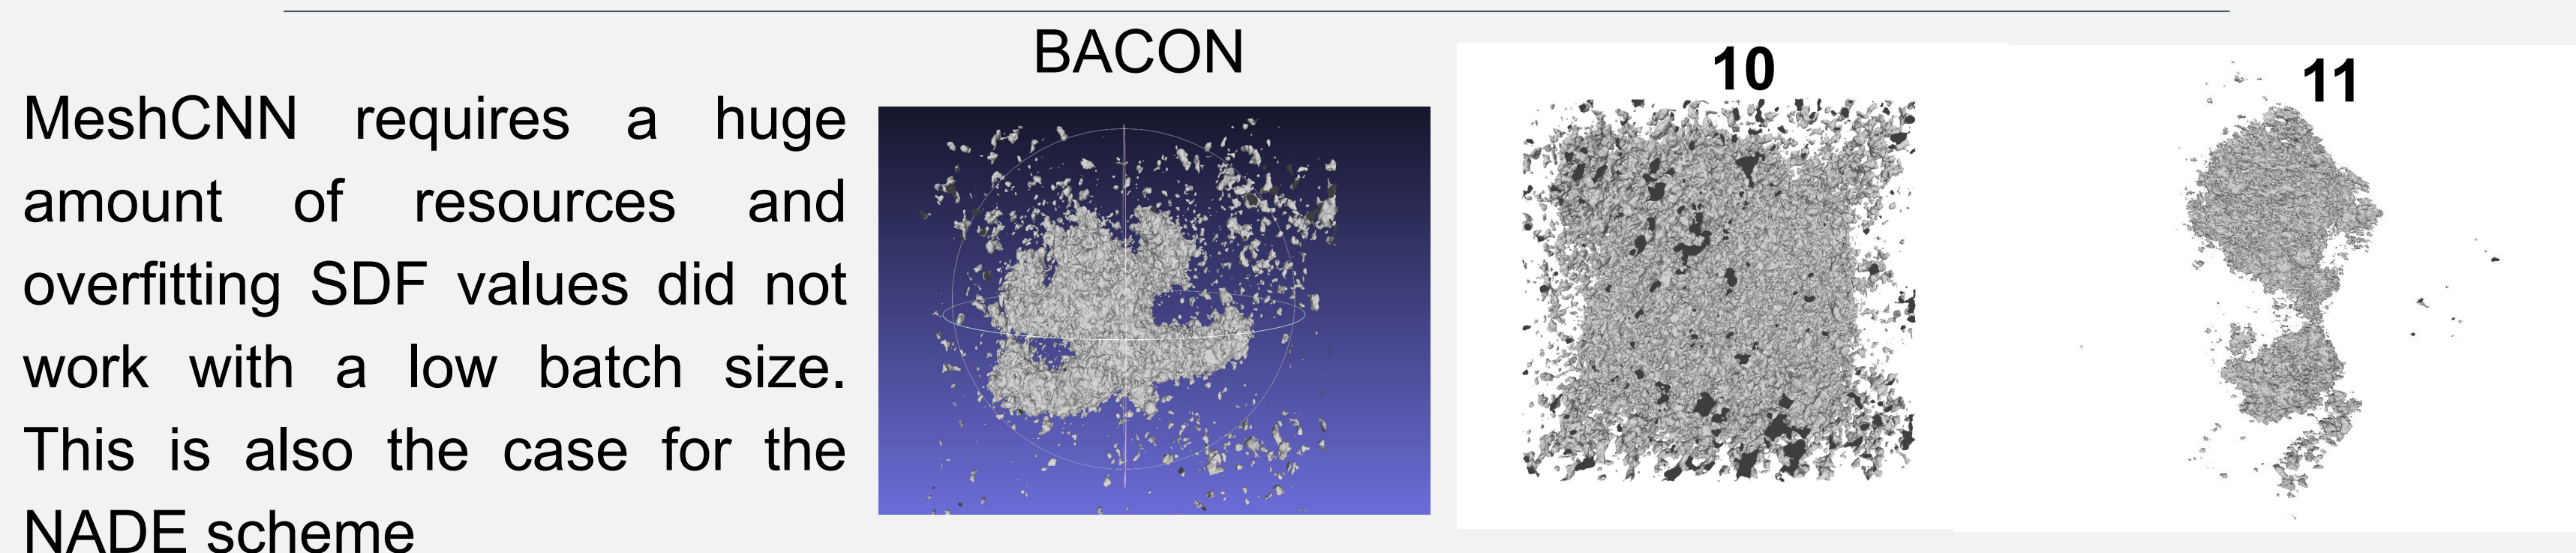 MeshCNN requires a huge
amount of resources and
overfitting SDF values did not
work with a low batch size.
This is also the case for the
NADE scheme
BACON
10
11